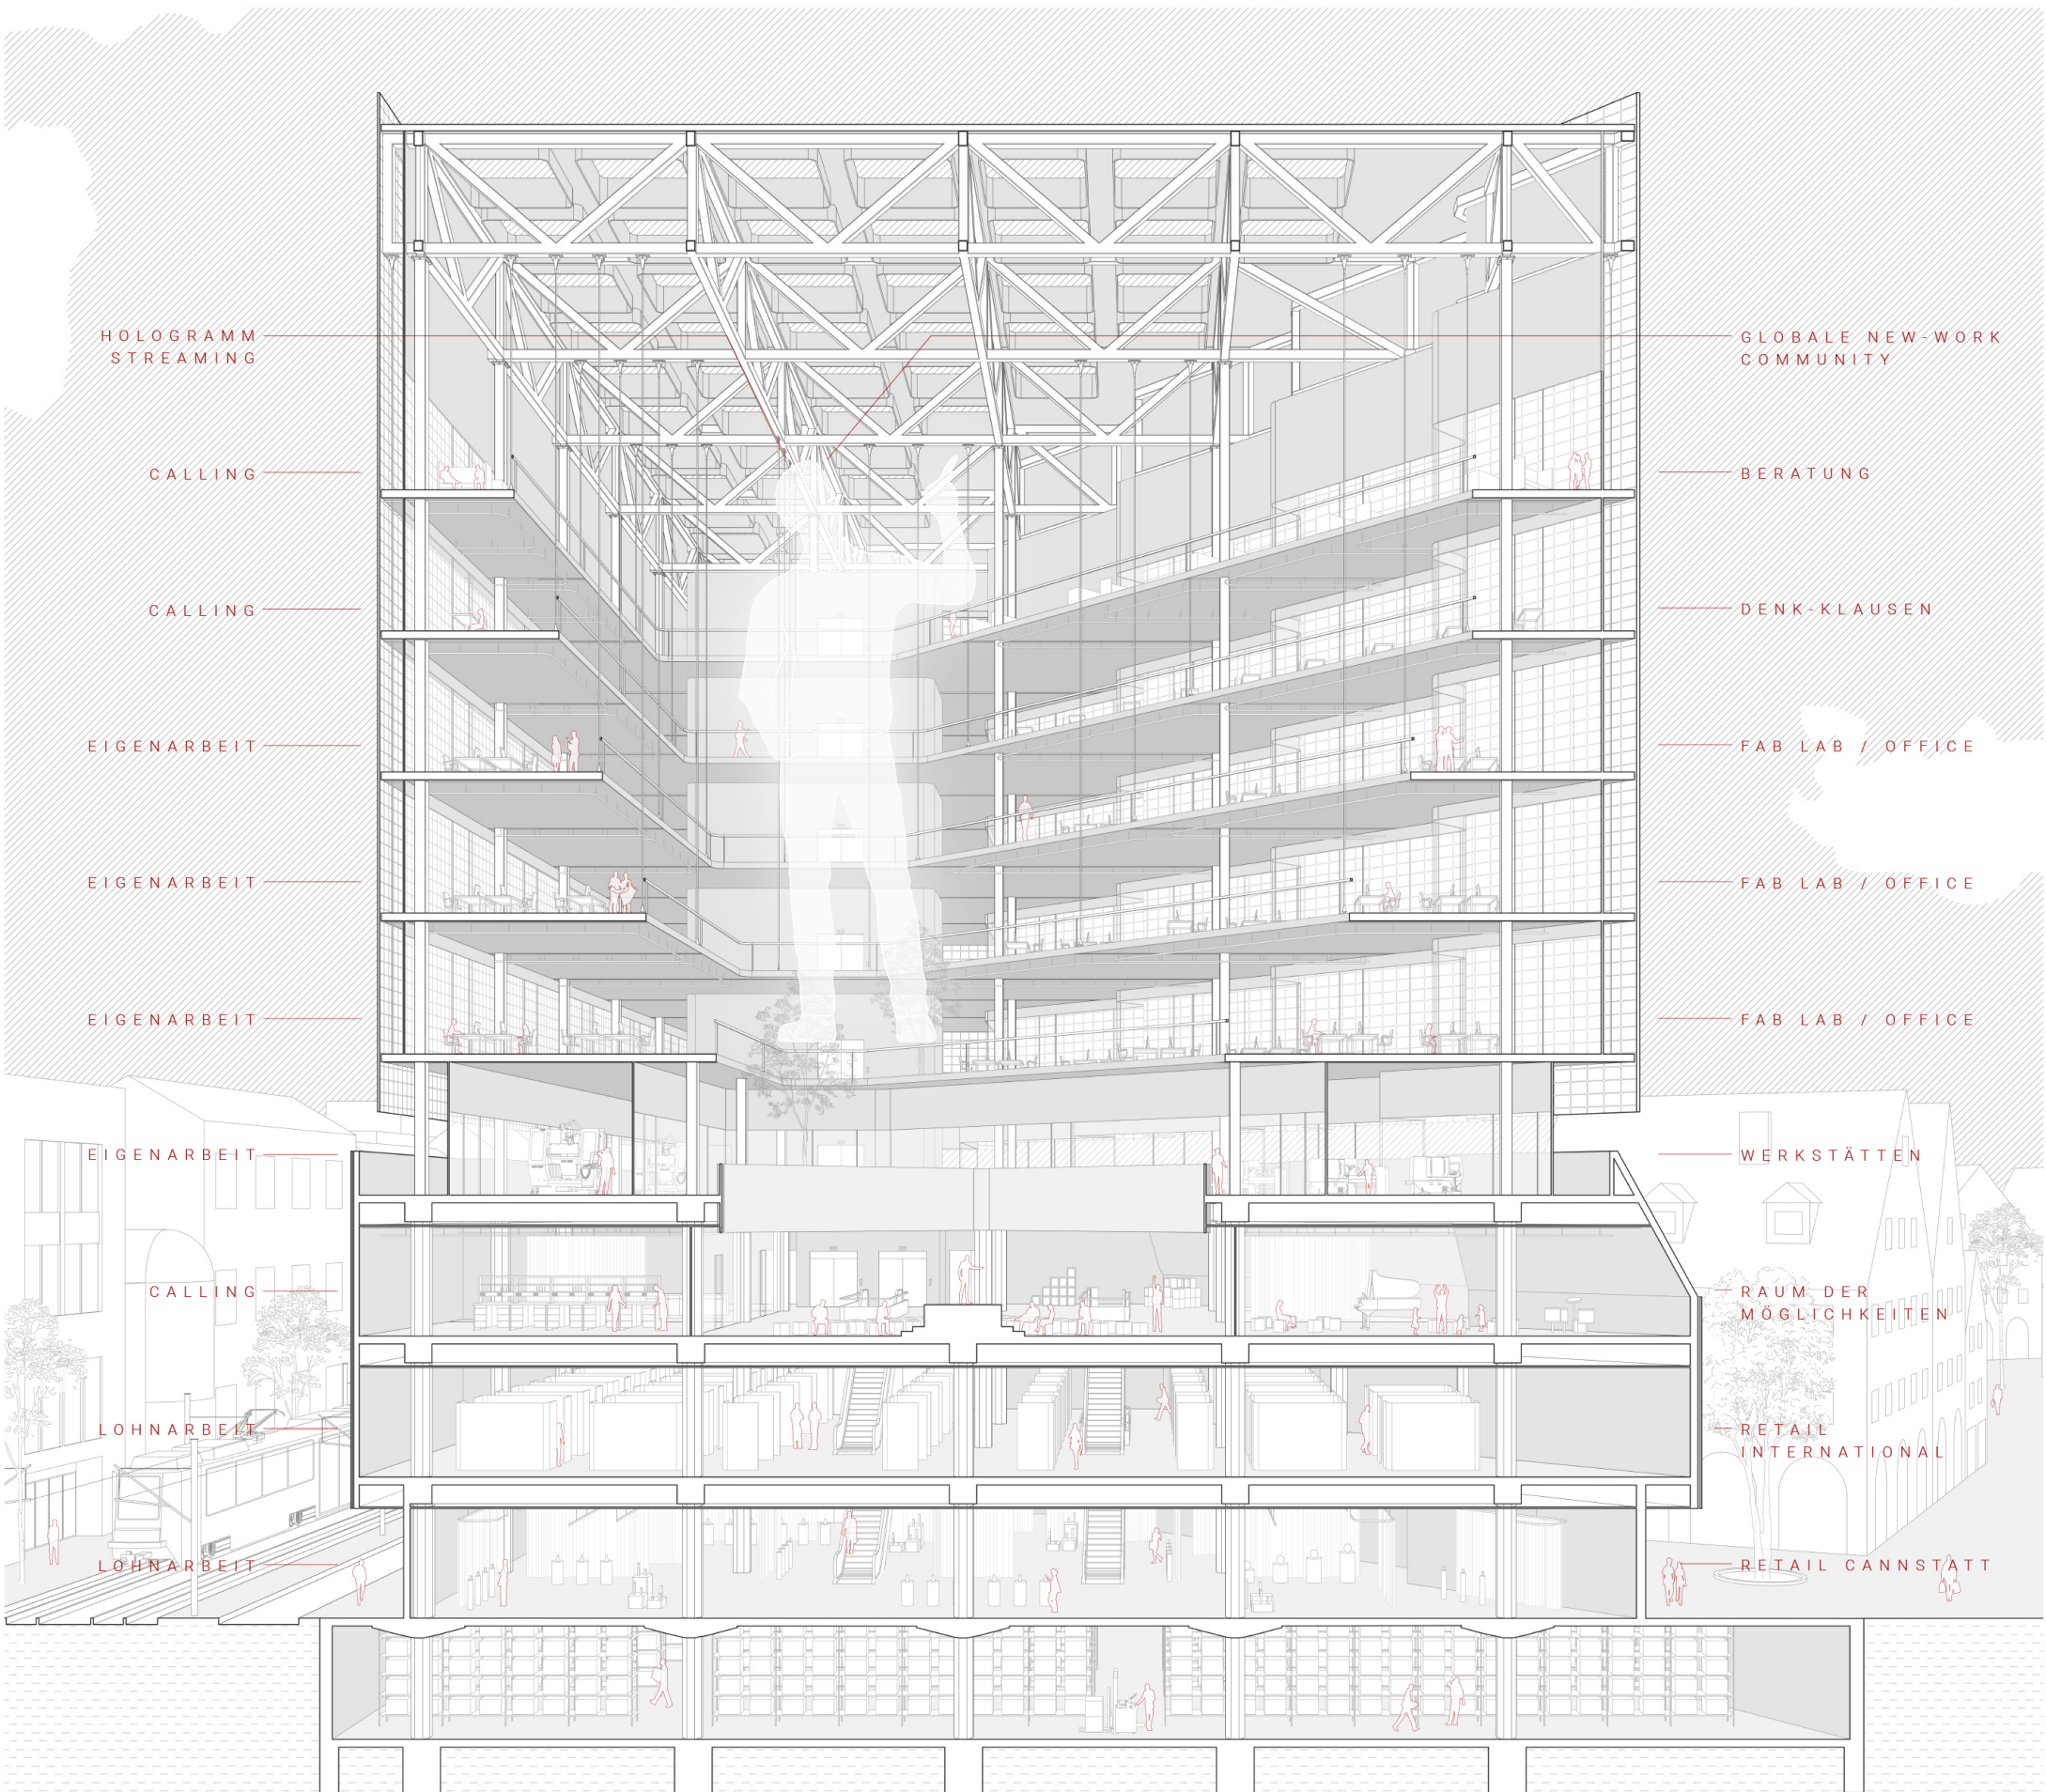 HOLOGRAMM
STREAMING
GLOBALE NEW-WORK
COMMUNITY
CALLING
BERATUNG
CALLING
DENK-KLAUSEN
EIGENARBEIT
FAB LAB / OFFICE
EIGENARBEIT
FAB LAB / OFFICE
EIGENARBEIT
FAB LAB / OFFICE
EIGENARBEIT
WERKSTÄTTEN
CALLING
RAUM DER
MÖGLICHKEITEN
LOHNARBEIT
RETAIL
INTERNATIONAL
LOHNARBEIT
RETAIL CANNSTATT